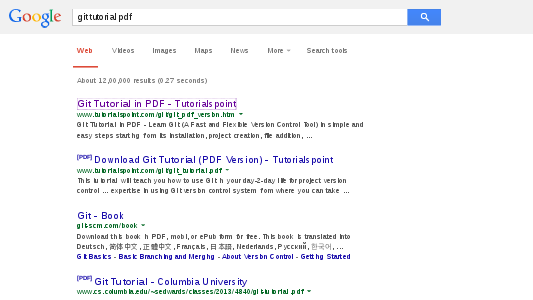 Google
git tutorial pdf
Web Videos Images Maps News More Search tools
About 12,00,000 results (0.27 seconds)
Git Tutorial in PDF - Tutorialspoint
www.tutorialspoint.com/git/git_pdf_version.htm
Git Tutorial in PDF - Learn Git (A Fast and Flexible Version Control Tool) in simple and
easy steps starting from its Installation, project creation, file addition, ...
[PDF] Download Git Tutorial (PDF Version) - Tutorialspoint
www.tutorialspoint.com/git/git_tutorial.pdf
This tutorial will teach you how to use Git in your day-2-day life for project version
control ... expertise in using Git version control system from where you can take ...
Git - Book
git-scm.com/book
Download this book in PDF, mobi, or ePub form for free. This book is translated into
Deutsch, 简体中文, 正體中文, Français, 日本語, Nederlands, Русский, 한국어, ...
Git Basics - Basic Branching and Merging - About Version Control - Getting Started
[PDF] Git Tutorial - Columbia University
www.cs.columbia.edu/~sedwards/classes/2013/4840/git-tutorial.pdf